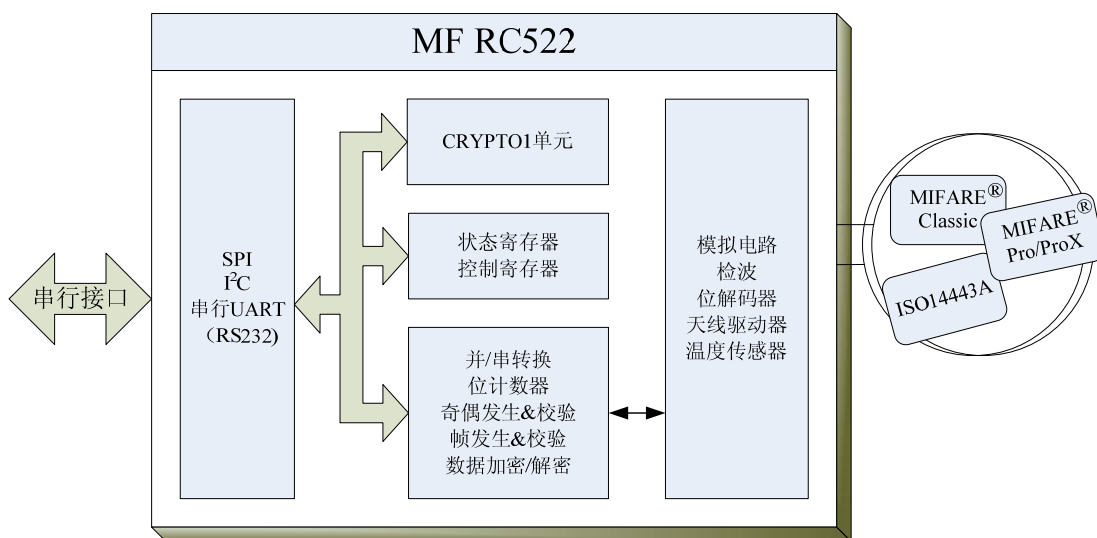 MF RC522
串行接口
SPI
I²C
串行UART
（RS232)
CRYPTO1单元
状态寄存器
控制寄存器
并/串转换
位计数器
奇偶发生&校验
帧发生&校验
数据加密/解密
模拟电路
检波
位解码器
天线驱动器
温度传感器
MIFARE®
Classic
MIFARE®
Pro/ProX
ISO14443A